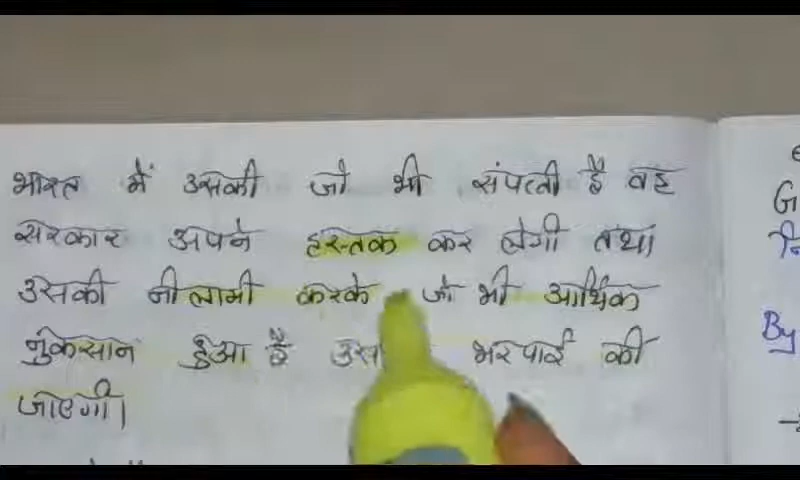 भारत में उसकी जो भी संपत्ती है वह
सरकार अपने हस्तक कर लेगी तथा
उसकी नीलामी करके जो भी आर्थिक
नुकसान हुआ है भरपाई की
जाएगी।
By